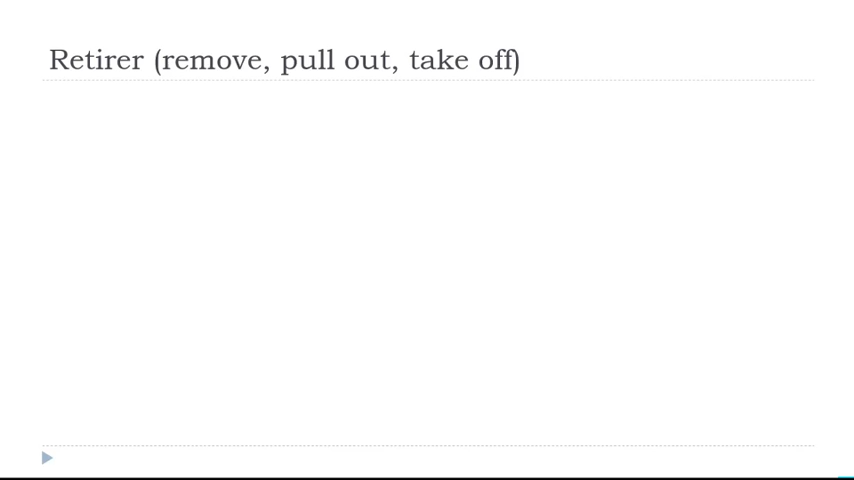 Retirer (remove, pull out, take off)